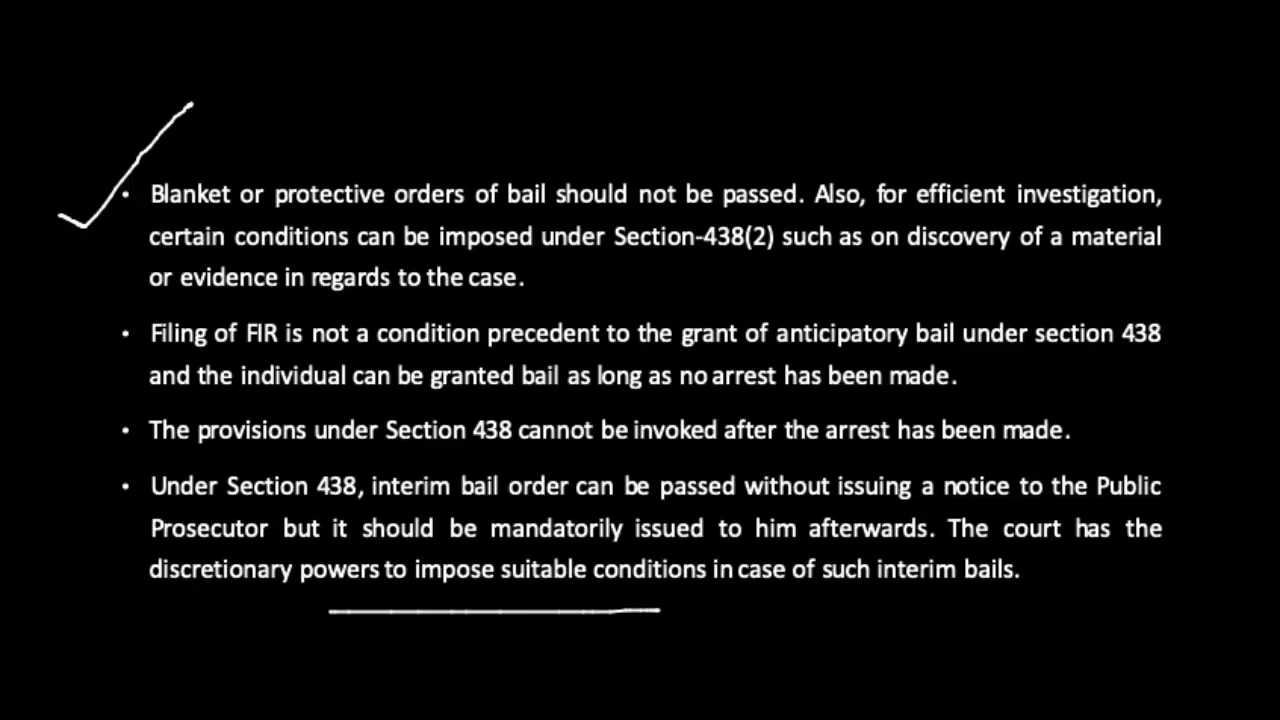 • Blanket or protective orders of bail should not be passed. Also, for efficient investigation,
certain conditions can be imposed under Section-438(2) such as on discovery of a material
or evidence in regards to the case.
• Filing of FIR is not a condition precedent to the grant of anticipatory bail under section 438
and the individual can be granted bail as long as no arrest has been made.
• The provisions under Section 438 cannot be invoked after the arrest has been made.
• Under Section 438, interim bail order can be passed without issuing a notice to the Public
Prosecutor but it should be mandatorily issued to him afterwards. The court has the
discretionary powers to impose suitable conditions in case of such interim bails.